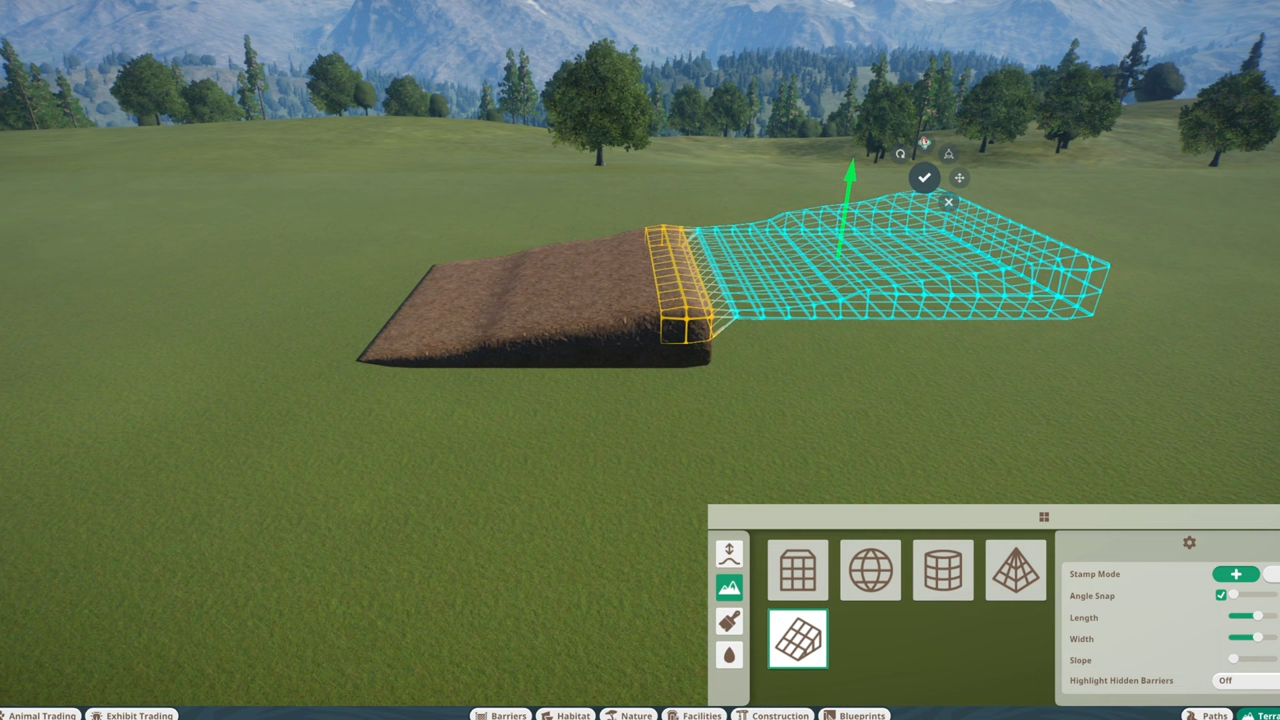 Stamp Mode
Angle Snap
Length
Width
Slope
Highlight Hidden Barriers Off
Animal Trading Exhibit Trading Barriers Habitat Nature Facilities Construction Blueprints Paths